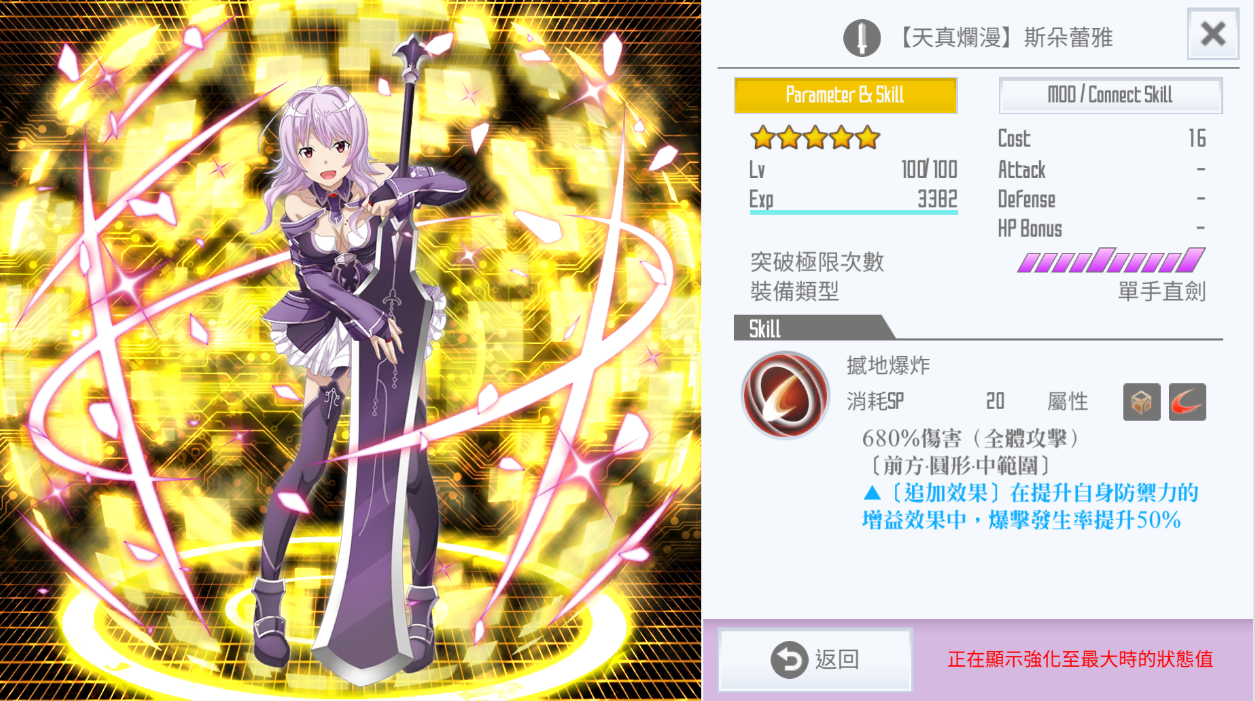 【天真爛漫】斯朵蕾雅
Parameter & Skill
MOD / Connect Skill
Cost 16
Lv 100/100
Attack -
Exp 3382
Defense -
HP Bonus -
突破極限次數
裝備類型 單手直劍
Skill
撼地爆炸
消耗SP 20 屬性
680%傷害（全體攻擊）
〔前方·圓形·中範圍〕
▲〔追加效果〕在提升自身防禦力的
增益效果中，爆擊發生率提升50%
返回
正在顯示強化至最大時的狀態值